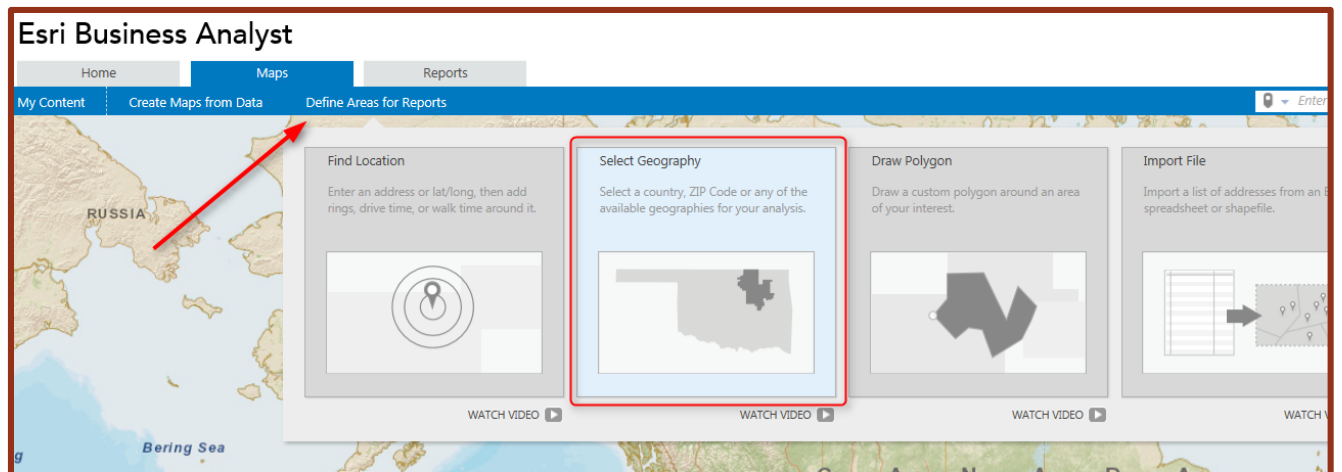 Esri Business Analyst
Home Maps Reports
My Content Create Maps from Data Define Areas for Reports Enter
Find Location
Enter an address or lat/long, then add
rings, drive time, or walk time around it.
Select Geography
Select a country, ZIP Code or any of the
available geographies for your analysis.
Draw Polygon
Draw a custom polygon around an area
of your interest.
Import File
Import a list of addresses from an
spreadsheet or shapefile.
RUSSIA
WATCH VIDEO WATCH VIDEO WATCH VIDEO WATCH
Bering Sea
C A N A D A